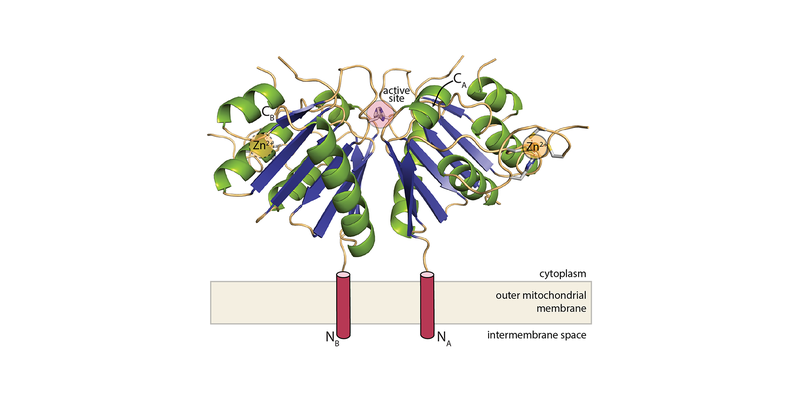 active
site
C_A
C_B
Zn²⁺
Zn²⁺
cytoplasm
outer mitochondrial
membrane
intermembrane space
N_B
N_A